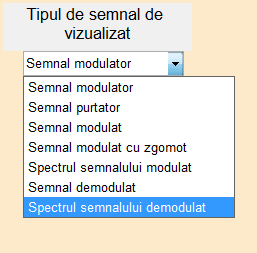 Tipul de semnal de
vizualizat
Semnal modulator
Semnal modulator
Semnal purtator
Semnal modulat
Semnal modulat cu zgomot
Spectrul semnalului modulat
Semnal demodulat
Spectrul semnalului demodulat